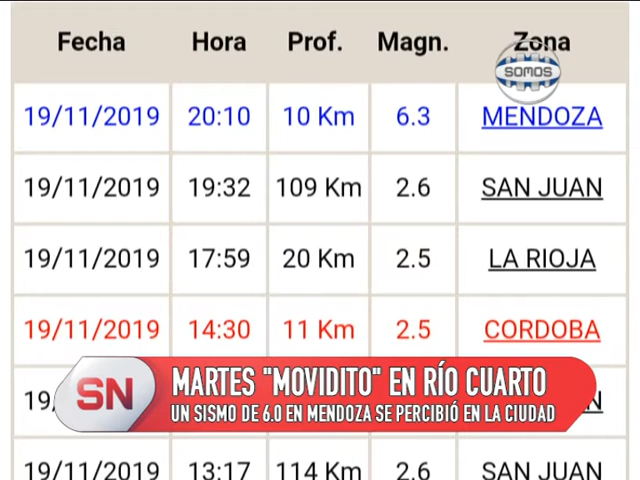 Fecha Hora Prof. Magn. Zona
SOMOS
19/11/2019 20:10 10 Km 6.3 MENDOZA
19/11/2019 19:32 109 Km 2.6 SAN JUAN
19/11/2019 17:59 20 Km 2.5 LA RIOJA
19/11/2019 14:30 11 Km 2.5 CORDOBA
SN
MARTES "MOVIDITO" EN RÍO CUARTO
UN SISMO DE 6.0 EN MENDOZA SE PERCIBIÓ EN LA CIUDAD
19/11/2019 13:17 114 Km 2.6 SAN JUAN